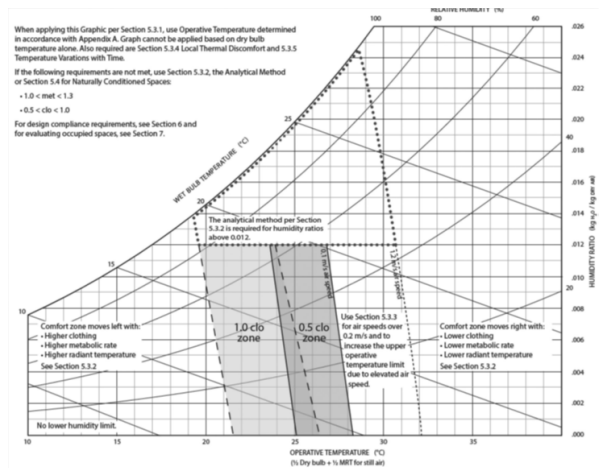 RELATIVE HUMIDITY (%)
100 80 60
When applying this Graphic per Section 5.3.1, use Operative Temperature determined
in accordance with Appendix A. Graph cannot be applied based on dry bulb
temperature alone. Also required are Section 5.3.4 Local Thermal Discomfort and 5.3.5
Temperature Varations with Time.
If the following requirements are not met, use Section 5.3.2, the Analytical Method
or Section 5.4 for Naturally Conditioned Spaces:
• 1.0 < met < 1.3
• 0.5 < clo < 1.0
For design compliance requirements, see Section 6 and
for evaluating occupied spaces, see Section 7.
WET BULB TEMPERATURE (°C)
25
20
15
10
The analytical method per Section
5.3.2 is required for humidity ratios
above 0.012.
Comfort zone moves left with:
• Higher clothing
• Higher metabolic rate
• Higher radiant temperature
See Section 5.3.2
1.0 clo
zone
0.5 clo
zone
Use Section 5.3.3
for air speeds over
0.2 m/s and to
increase the upper
operative
temperature limit
due to elevated air
speed.
Comfort zone moves right with:
• Lower clothing
• Lower metabolic rate
• Lower radiant temperature
See Section 5.3.2
No lower humidity limit.
.026
.024
.022
.020
40
.018
.016
.014
.012
.010
20
.008
.006
.004
.002
.000
HUMIDITY RATIO
10 15 20 25 30 35
OPERATIVE TEMPERATURE (°C)
(½ Dry bulb + ½ MRT for still air)